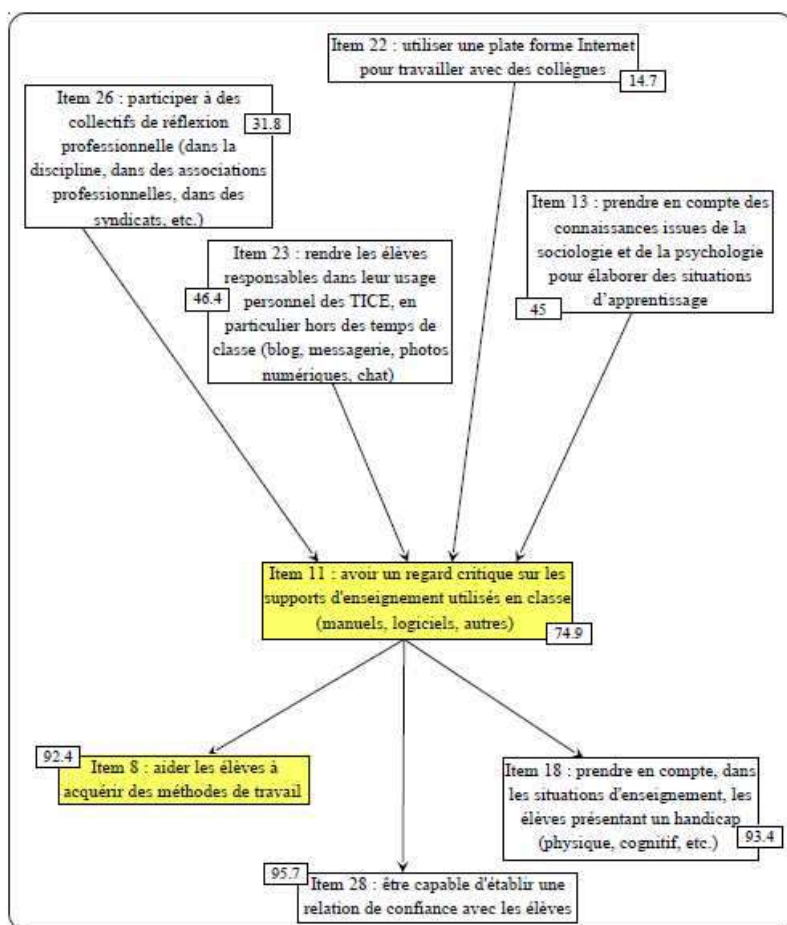 Item 22 : utiliser une plate forme Internet
pour travailler avec des collègues
14.7
Item 26 : participer à des
collectifs de réflexion
31.8
professionnelle (dans la
discipline, dans des associations
professionnelles, dans des
syndicats, etc.)
Item 13 : prendre en compte des
connaissances issues de la
sociologie et de la psychologie
pour élaborer des situations
d'apprentissage
45
Item 23 : rendre les élèves
responsables dans leur usage
46.4
personnel des TICE, en
particulier hors des temps de
classe (blog, messagerie, photos
numériques, chat)
Item 11 : avoir un regard critique sur les
supports d'enseignement utilisés en classe
(manuels, logiciels, autres)
74.9
92.4
Item 8 : aider les élèves à
acquérir des méthodes de travail
Item 18 : prendre en compte, dans
les situations d'enseignement, les
élèves présentant un handicap
(physique, cognitif, etc.)
93.4
95.7
Item 28 : être capable d'établir une
relation de confiance avec les élèves